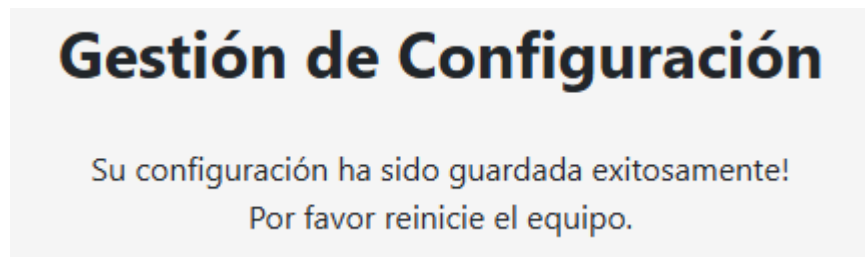 Gestión de Configuración
Su configuración ha sido guardada exitosamente!
Por favor reinicie el equipo.